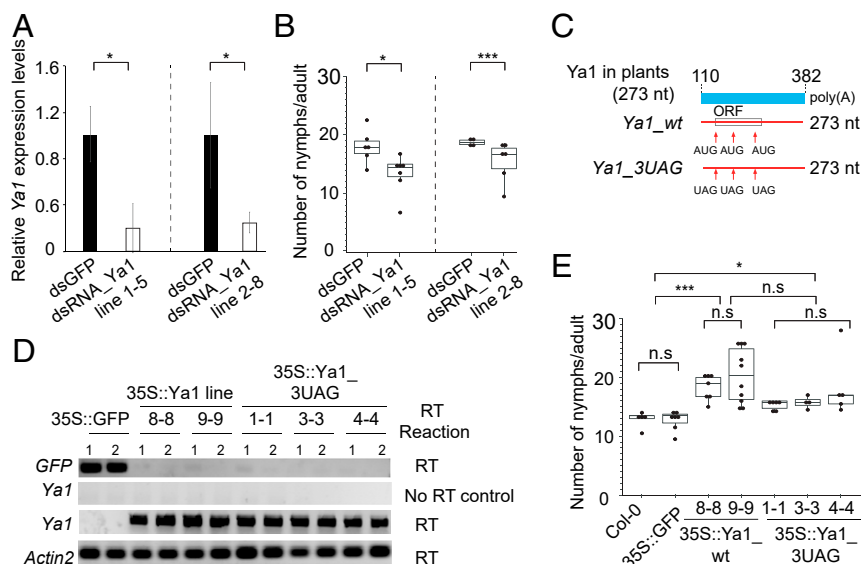 A
Relative Ya1 expression levels
1.6
1.2
0.6
0
*
*
dsGFP
dsRNA_Ya1
line 1-5
dsGFP
dsRNA_Ya1
line 2-8
B
Number of nymphs/adult
30
20
10
0
*
***
dsGFP
dsRNA_Ya1
line 1-5
dsGFP
dsRNA_Ya1
line 2-8
C
Ya1 in plants
(273 nt)
110
382
poly(A)
ORF
Ya1_wt
273 nt
AUG AUG AUG
Ya1_3UAG
273 nt
UAG UAG UAG
D
35S::GFP
35S::Ya1 line
35S::Ya1_
3UAG
8-8 9-9 1-1 3-3 4-4
RT
Reaction
1 2 1 2 1 2 1 2 1 2 1 2
GFP RT
Ya1 No RT control
Ya1 RT
Actin2 RT
E
Number of nymphs/adult
30
20
10
0
*
***
n.s
n.s
n.s
n.s
Col-0
35S::GFP
8-8 9-9 1-1 3-3 4-4
35S::Ya1_
wt
35S::Ya1_
3UAG